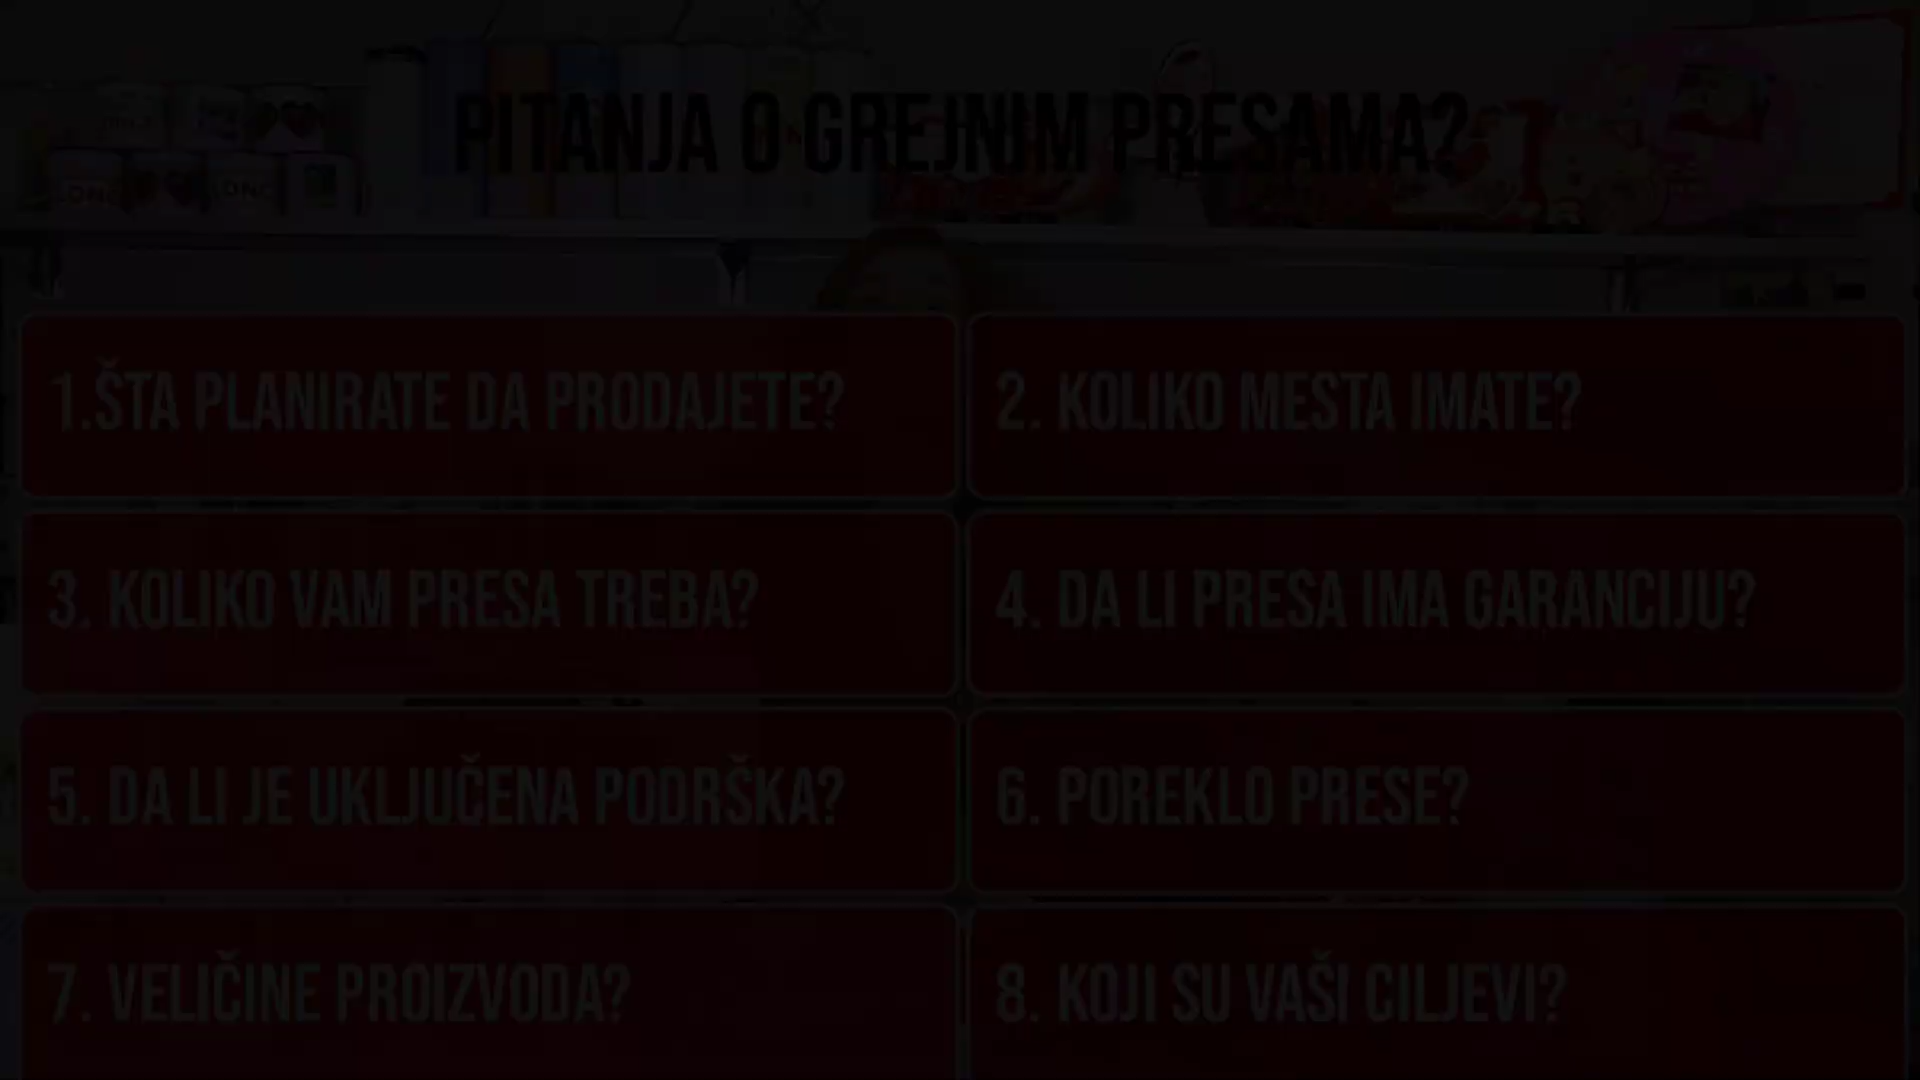 PITANJA O GREJNIM PRESAMA?
1.ŠTA PLANIRATE DA PRODAJETE?
2. KOLIKO MESTA IMATE?
3. KOLIKO VAM PRESA TREBA?
4. DA LI PRESA IMA GARANCIJU?
5. DA LI JE UKLJUČENA PODRŠKA?
6. POREKLO PRESE?
7. VELIČINE PROIZVODA?
8. KOJI SU VAŠI CILJEVI?